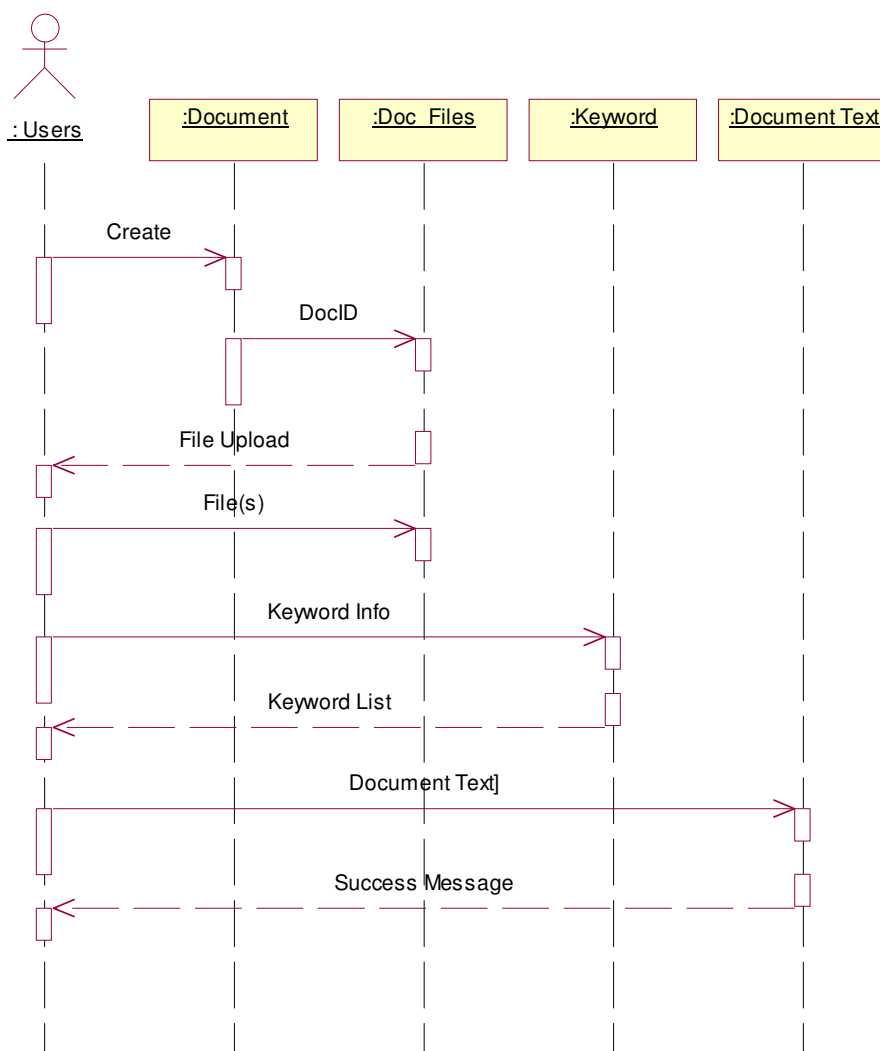 : Users
:Document
:Doc_Files
:Keyword
:Document Text
Create
DocID
File Upload
File(s)
Keyword Info
Keyword List
Document Text]
Success Message